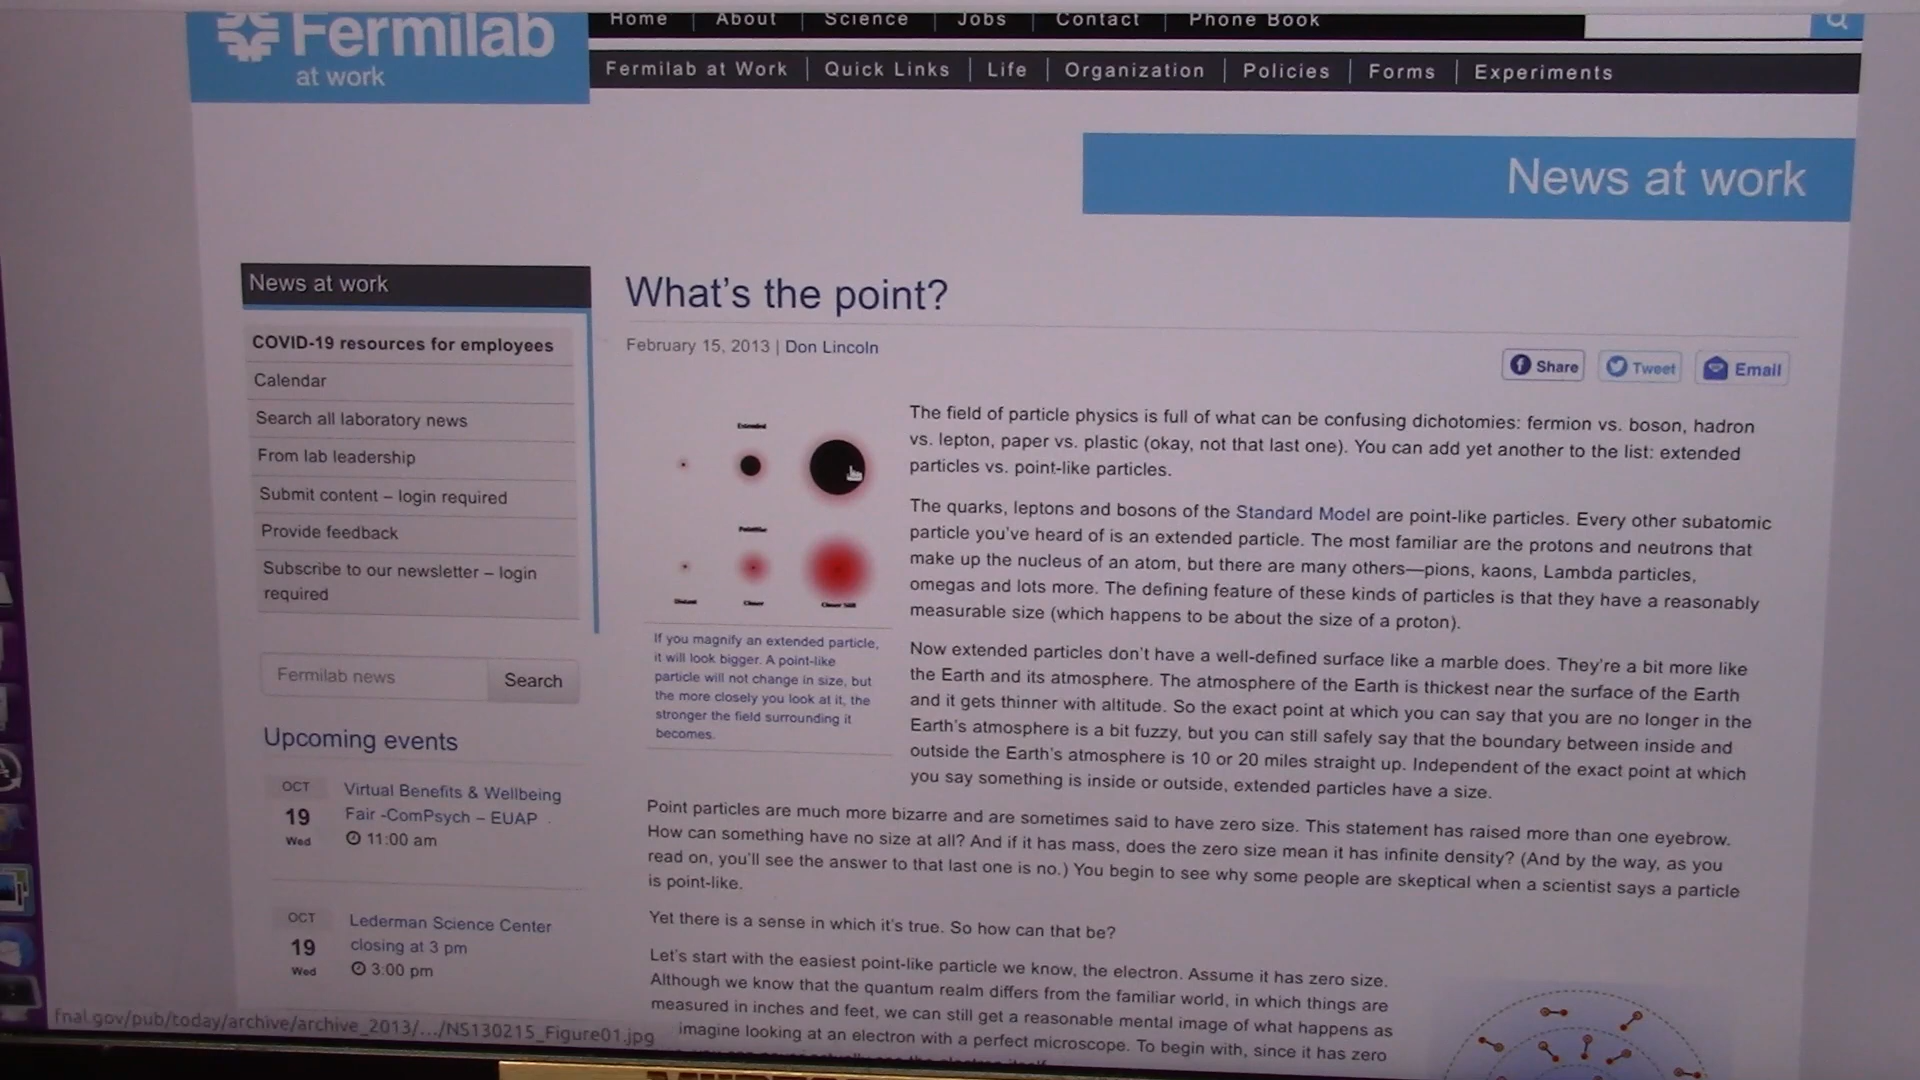 Fermilab
at work
Home
About
Science
Jobs
Contact
Phone Book
Fermilab at Work
Quick Links
Life
Organization
Policies
Forms
Experiments
News at work
News at work
COVID-19 resources for employees
Calendar
Search all laboratory news
From lab leadership
Submit content – login required
Provide feedback
Subscribe to our newsletter – login
required
Fermilab news
Search
Upcoming events
OCT
19
Wed
Virtual Benefits & Wellbeing
Fair -ComPsych – EUAP
11:00 am
OCT
19
Wed
Lederman Science Center
closing at 3 pm
3:00 pm
What's the point?
February 15, 2013 | Don Lincoln
Share
Tweet
Email
Extended
Pointlike
Distant
Closer
Closer Still
If you magnify an extended particle,
it will look bigger. A point-like
particle will not change in size, but
the more closely you look at it, the
stronger the field surrounding it
becomes.
The field of particle physics is full of what can be confusing dichotomies: fermion vs. boson, hadron
vs. lepton, paper vs. plastic (okay, not that last one). You can add yet another to the list: extended
particles vs. point-like particles.
The quarks, leptons and bosons of the Standard Model are point-like particles. Every other subatomic
particle you've heard of is an extended particle. The most familiar are the protons and neutrons that
make up the nucleus of an atom, but there are many others—pions, kaons, Lambda particles,
omegas and lots more. The defining feature of these kinds of particles is that they have a reasonably
measurable size (which happens to be about the size of a proton).
Now extended particles don't have a well-defined surface like a marble does. They're a bit more like
the Earth and its atmosphere. The atmosphere of the Earth is thickest near the surface of the Earth
and it gets thinner with altitude. So the exact point at which you can say that you are no longer in the
Earth's atmosphere is a bit fuzzy, but you can still safely say that the boundary between inside and
outside the Earth's atmosphere is 10 or 20 miles straight up. Independent of the exact point at which
you say something is inside or outside, extended particles have a size.
Point particles are much more bizarre and are sometimes said to have zero size. This statement has raised more than one eyebrow.
How can something have no size at all? And if it has mass, does the zero size mean it has infinite density? (And by the way, as you
read on, you'll see the answer to that last one is no.) You begin to see why some people are skeptical when a scientist says a particle
is point-like.
Yet there is a sense in which it's true. So how can that be?
Let's start with the easiest point-like particle we know, the electron. Assume it has zero size.
Although we know that the quantum realm differs from the familiar world, in which things are
measured in inches and feet, we can still get a reasonable mental image of what happens as
imagine looking at an electron with a perfect microscope. To begin with, since it has zero
fnal.gov/pub/today/archive/archive_2013/.../NS130215_Figure01.jpg